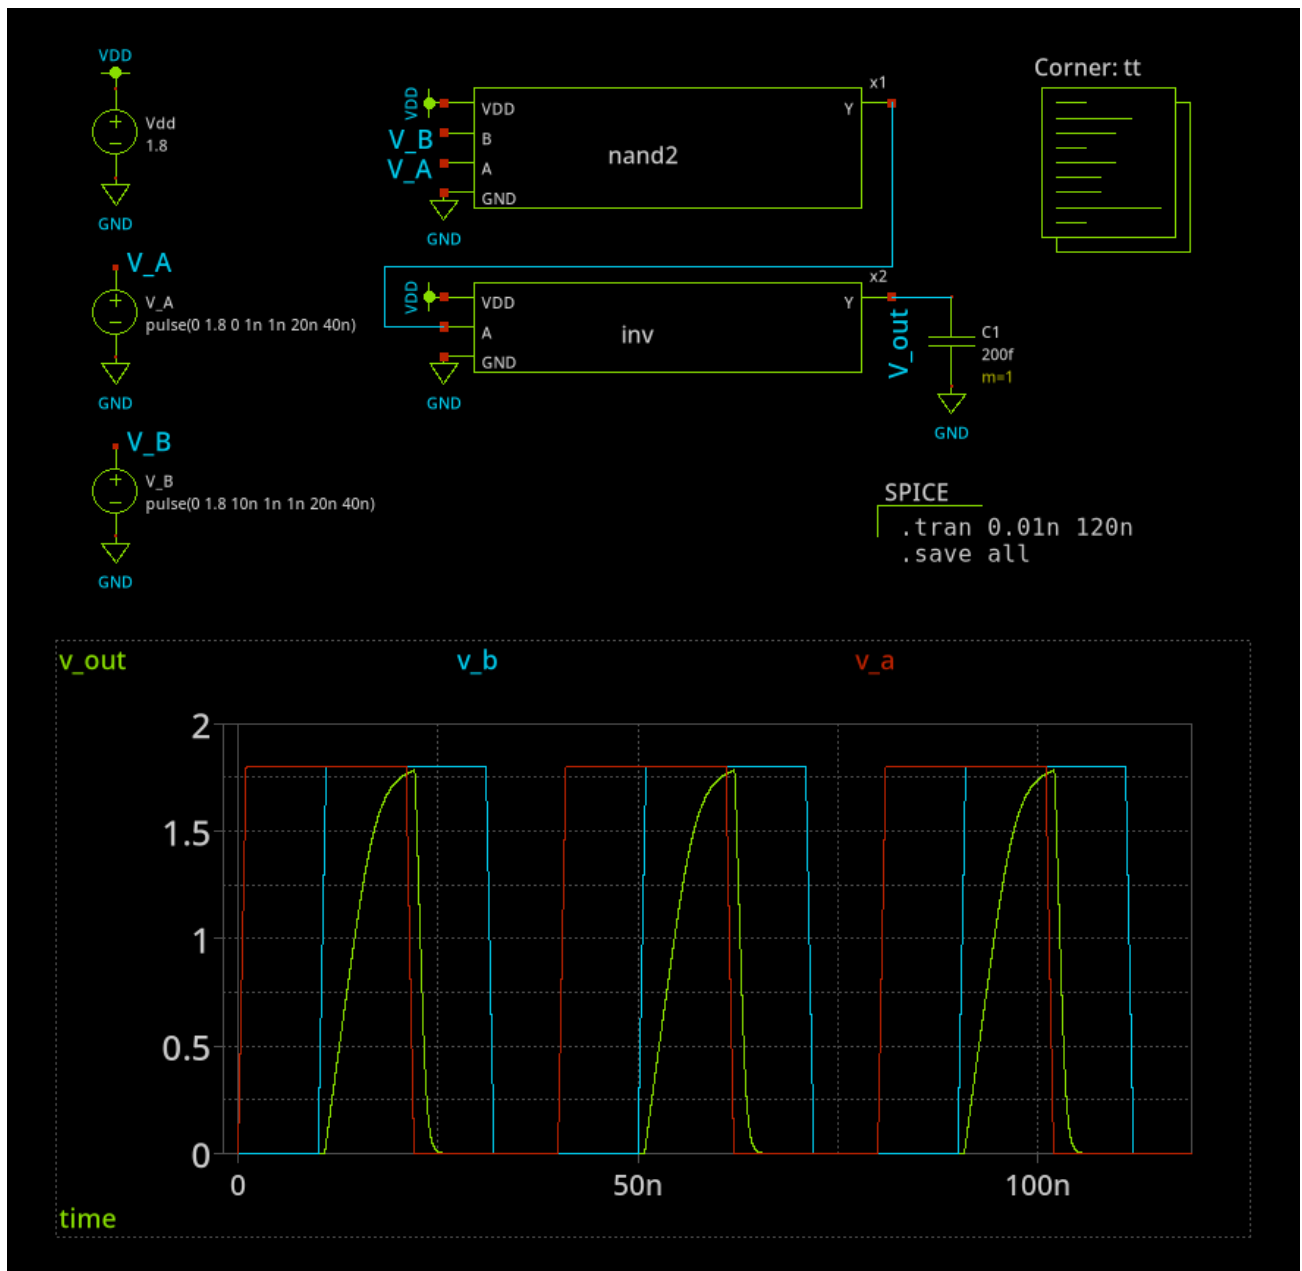 VDD
Vdd
1.8
GND
V_A
V_A
pulse(0 1.8 0 1n 1n 20n 40n)
GND
V_B
V_B
pulse(0 1.8 10n 1n 1n 20n 40n)
GND
x1
VDD
V_B
V_A
VDD
B
A
GND
nand2
Y
GND
x2
VDD
VDD
A
GND
inv
Y
GND
V_out
C1
200f
m=1
GND
Corner: tt
SPICE
.tran 0.01n 120n
.save all
v_out v_b v_a
2
1.5
1
0.5
0
0 50n 100n
time